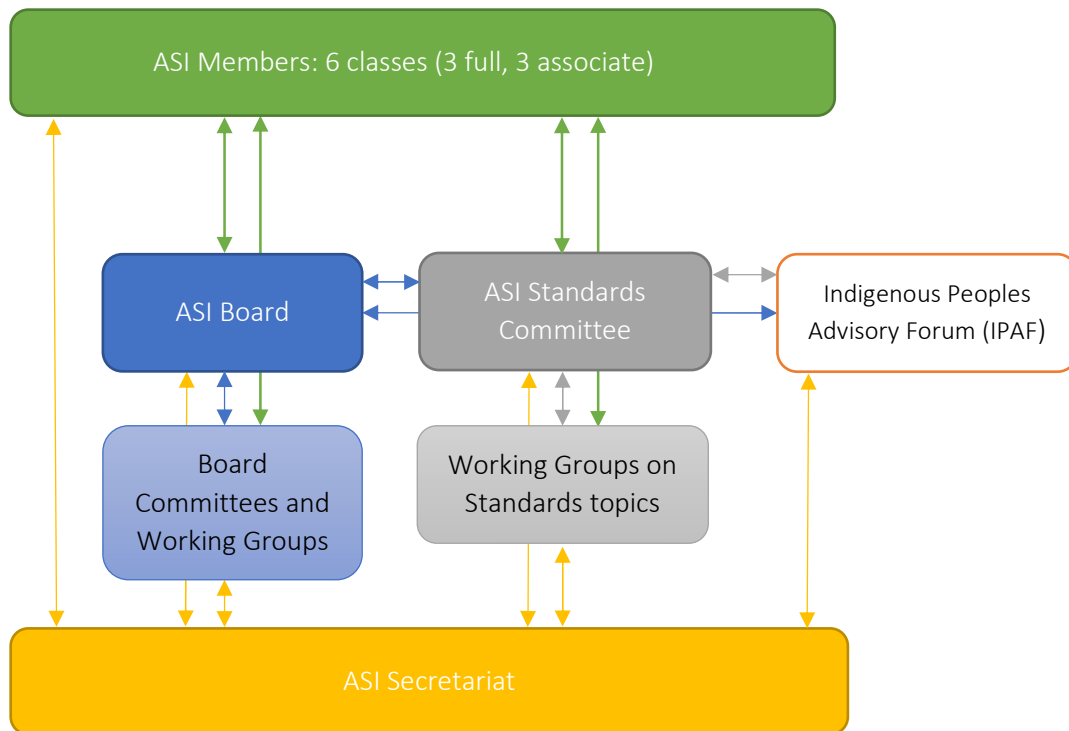 ASI Members: 6 classes (3 full, 3 associate)
ASI Board
ASI Standards
Committee
Indigenous Peoples
Advisory Forum (IPAF)
Board
Committees and
Working Groups
Working Groups on
Standards topics
ASI Secretariat